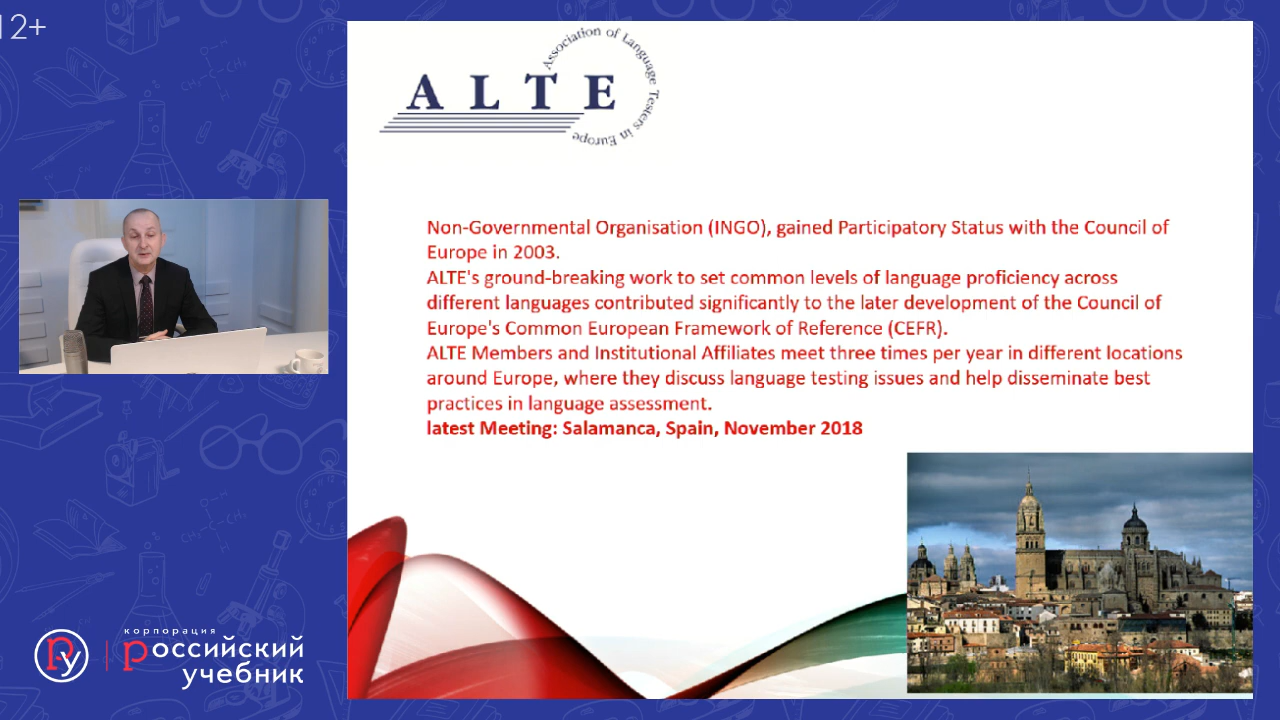 12+
ALTE
Association of Language Testers in Europe
Non-Governmental Organisation (INGO), gained Participatory Status with the Council of
Europe in 2003.
ALTE's ground-breaking work to set common levels of language proficiency across
different languages contributed significantly to the later development of the Council of
Europe's Common European Framework of Reference (CEFR).
ALTE Members and Institutional Affiliates meet three times per year in different locations
around Europe, where they discuss language testing issues and help disseminate best
practices in language assessment.
latest Meeting: Salamanca, Spain, November 2018
корпорация
российский
учебник